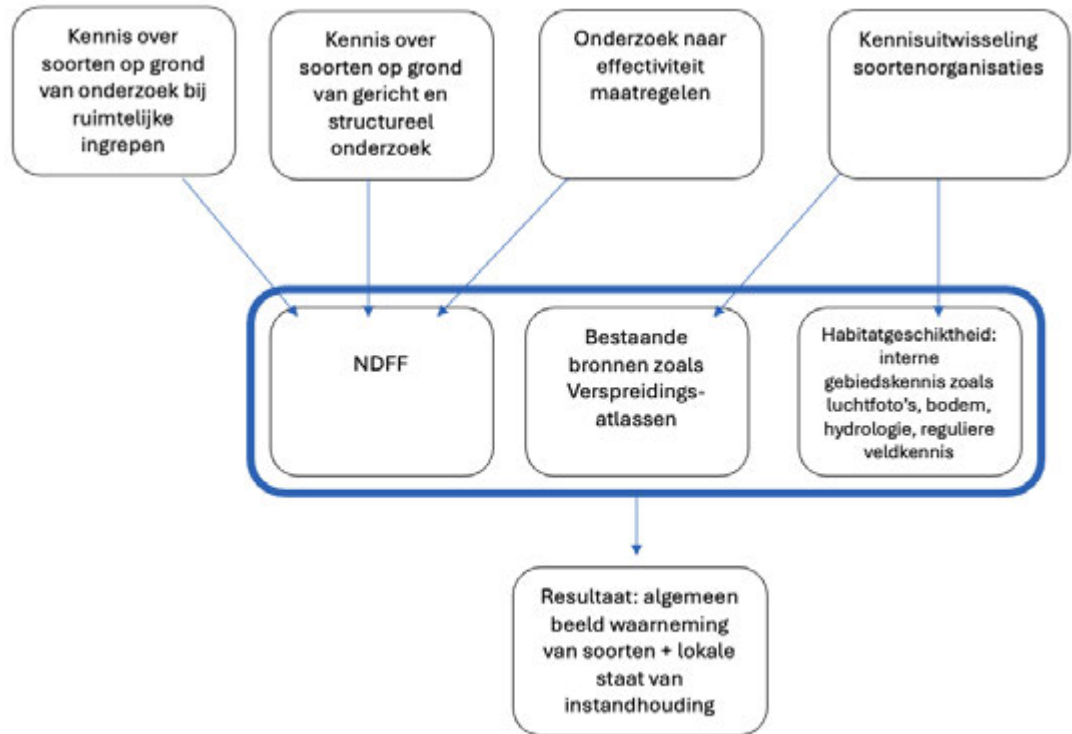 Kennis over
soorten op grond
van onderzoek bij
ruimtelijke
ingrepen
Kennis over
soorten op grond
van gericht en
structureel
onderzoek
Onderzoek naar
effectiviteit
maatregelen
Kennisuitwisseling
soortenorganisaties
NDFF
Bestaande
bronnen zoals
Verspreidings-
atlassen
Habitatgeschiktheid:
interne
gebiedskennis zoals
luchtfoto's, bodem,
hydrologie, reguliere
veldkennis
Resultaat: algemeen
beeld waarneming
van soorten + lokale
staat van
instandhouding